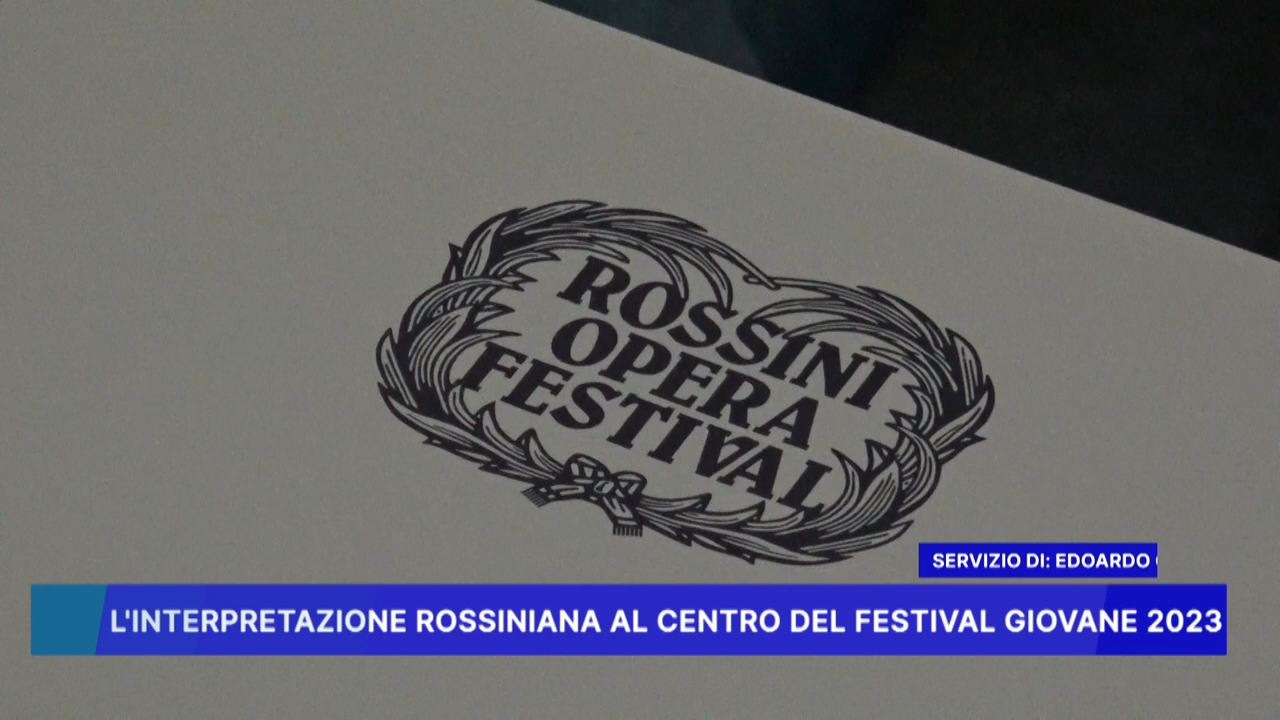 ROSSINI
OPERA
FESTIVAL
SERVIZIO DI: EDOARDO
L'INTERPRETAZIONE ROSSINIANA AL CENTRO DEL FESTIVAL GIOVANE 2023